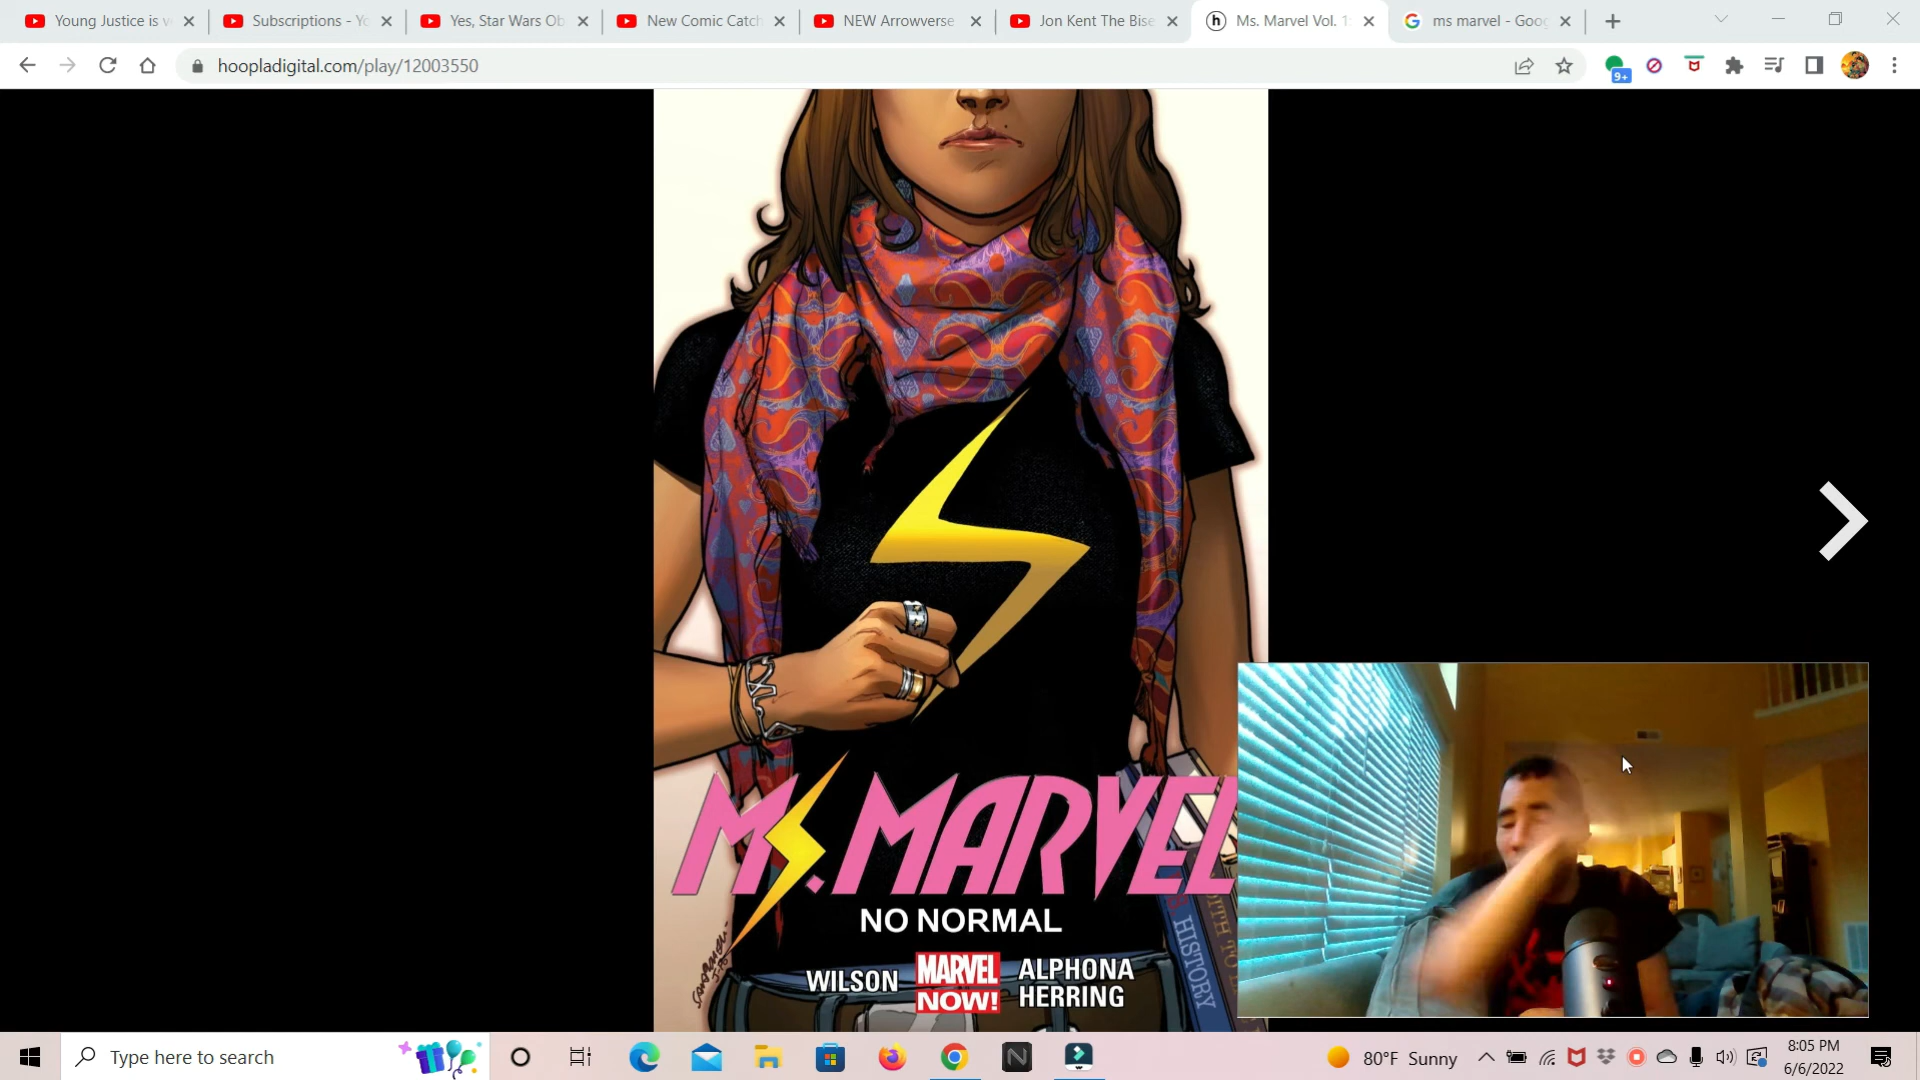 Young Justice is v
Subscriptions - Yo
Yes, Star Wars Ob
New Comic Catch
NEW Arrowverse
Jon Kent The Bise
Ms. Marvel Vol. 1
ms marvel - Goog
hoopladigital.com/play/12003550
9+
MS. MARVEL
NO NORMAL
WILSON
MARVEL
NOW!
ALPHONA
HERRING
HISTORY
Type here to search
80°F Sunny
8:05 PM
6/6/2022